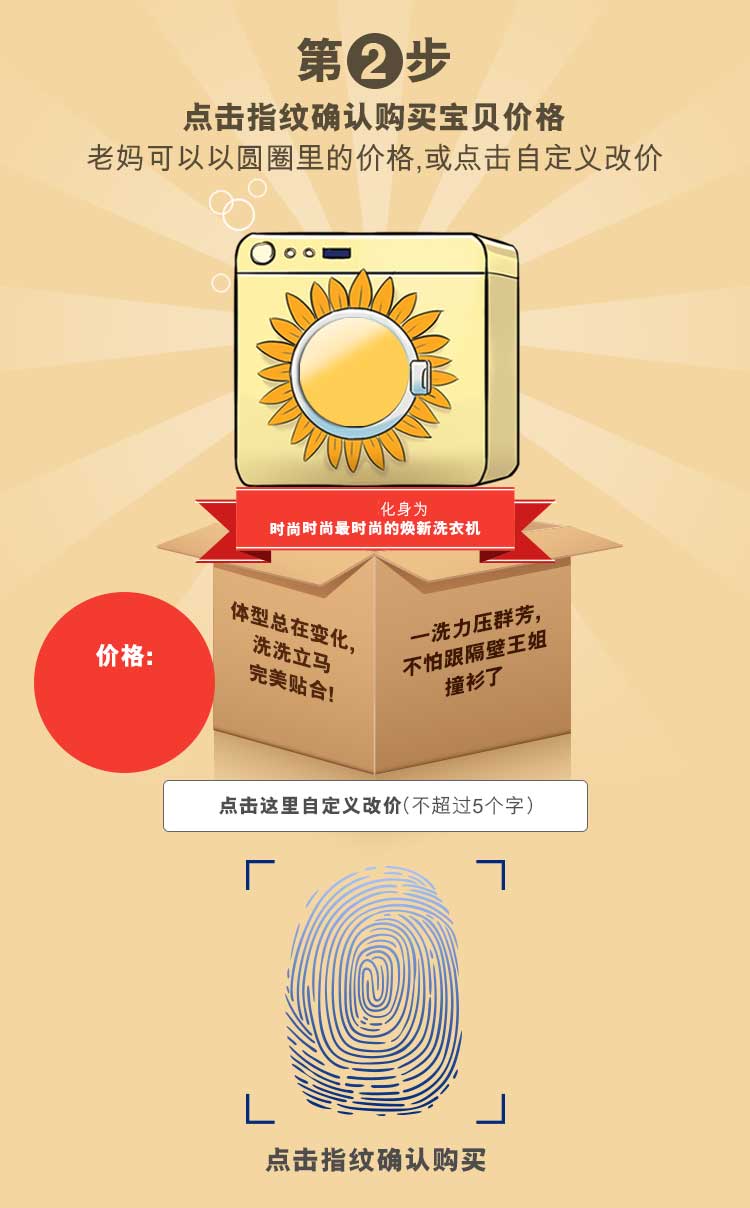 第2步
点击指纹确认购买宝贝价格
老妈可以以圆圈里的价格,或点击自定义改价
化身为
时尚时尚最时尚的焕新洗衣机
体型总在变化,
洗洗立马
完美贴合!
一洗力压群芳,
不怕跟隔壁王姐
撞衫了
价格:
点击这里自定义改价(不超过5个字)
点击指纹确认购买